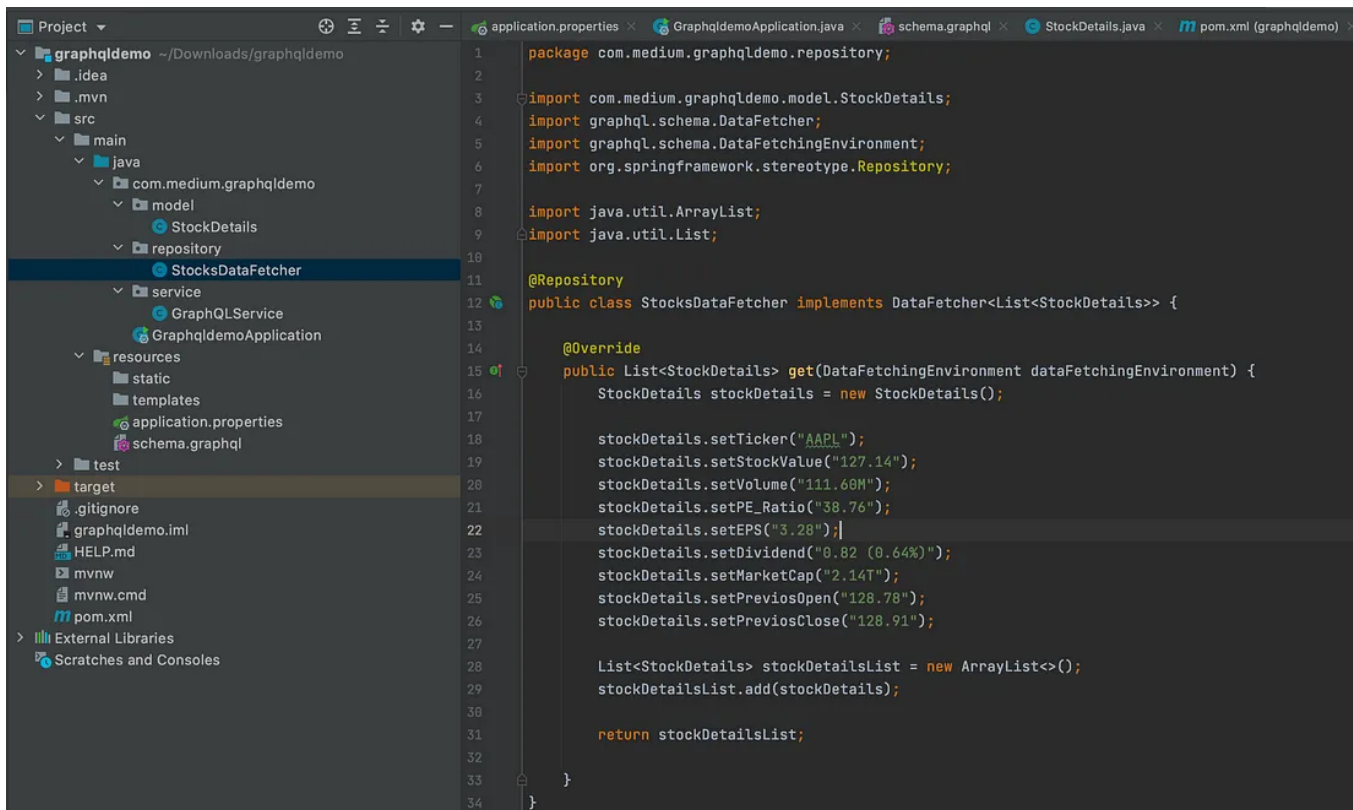 Project
graphqldemo ~/Downloads/graphqldemo
.idea
.mvn
src
main
java
com.medium.graphqldemo
model
StockDetails
repository
StocksDataFetcher
service
GraphQLService
GraphqldemoApplication
resources
static
templates
application.properties
schema.graphql
test
target
.gitignore
graphqldemo.iml
HELP.md
mvnw
mvnw.cmd
pom.xml
External Libraries
Scratches and Consoles
application.properties GraphqldemoApplication.java schema.graphql StockDetails.java pom.xml (graphqldemo)
1 package com.medium.graphqldemo.repository;
2
3 import com.medium.graphqldemo.model.StockDetails;
4 import graphql.schema.DataFetcher;
5 import graphql.schema.DataFetchingEnvironment;
6 import org.springframework.stereotype.Repository;
7
8 import java.util.ArrayList;
9 import java.util.List;
10
11 @Repository
12 public class StocksDataFetcher implements DataFetcher<List<StockDetails>> {
13
14 @Override
15 public List<StockDetails> get(DataFetchingEnvironment dataFetchingEnvironment) {
16 StockDetails stockDetails = new StockDetails();
17
18 stockDetails.setTicker("AAPL");
19 stockDetails.setStockValue("127.14");
20 stockDetails.setVolume("111.60M");
21 stockDetails.setPE_Ratio("38.76");
22 stockDetails.setEPS("3.28");
23 stockDetails.setDividend("0.82 (0.64%)");
24 stockDetails.setMarketCap("2.14T");
25 stockDetails.setPreviosOpen("128.78");
26 stockDetails.setPreviosClose("128.91");
27
28 List<StockDetails> stockDetailsList = new ArrayList<>();
29 stockDetailsList.add(stockDetails);
30
31 return stockDetailsList;
32
33 }
34 }